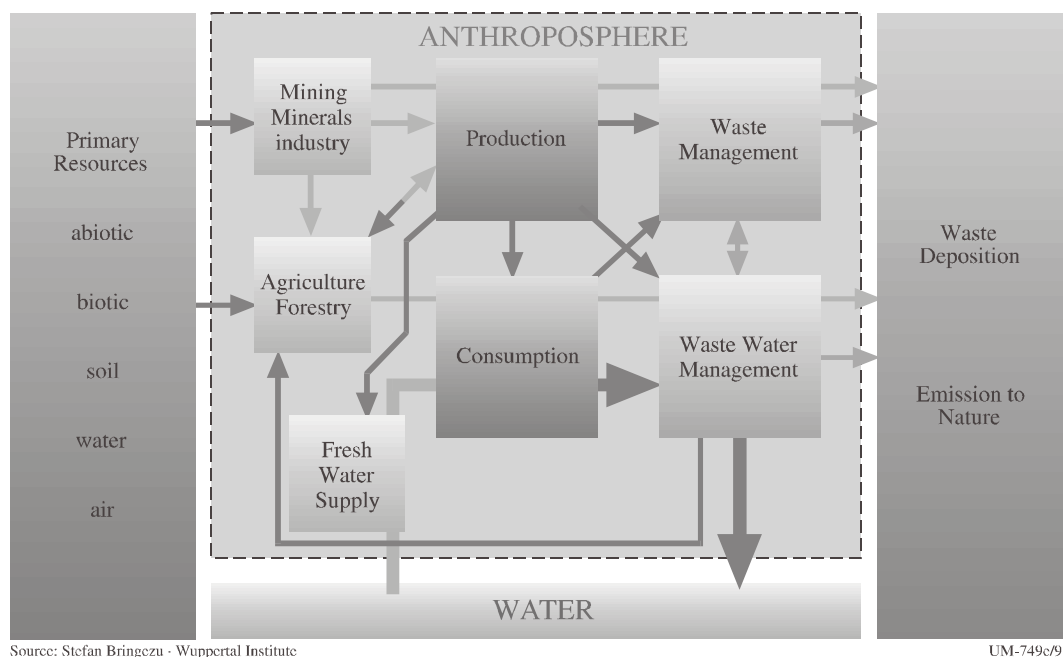 ANTHROPOSPHERE
Primary
Resources
abiotic
biotic
soil
water
air
Mining
Minerals
industry
Production
Waste
Management
Agriculture
Forestry
Consumption
Waste Water
Management
Fresh
Water
Supply
Waste
Deposition
Emission to
Nature
WATER
Source: Stefan Bringezu · Wuppertal Institute
UM-749e/9